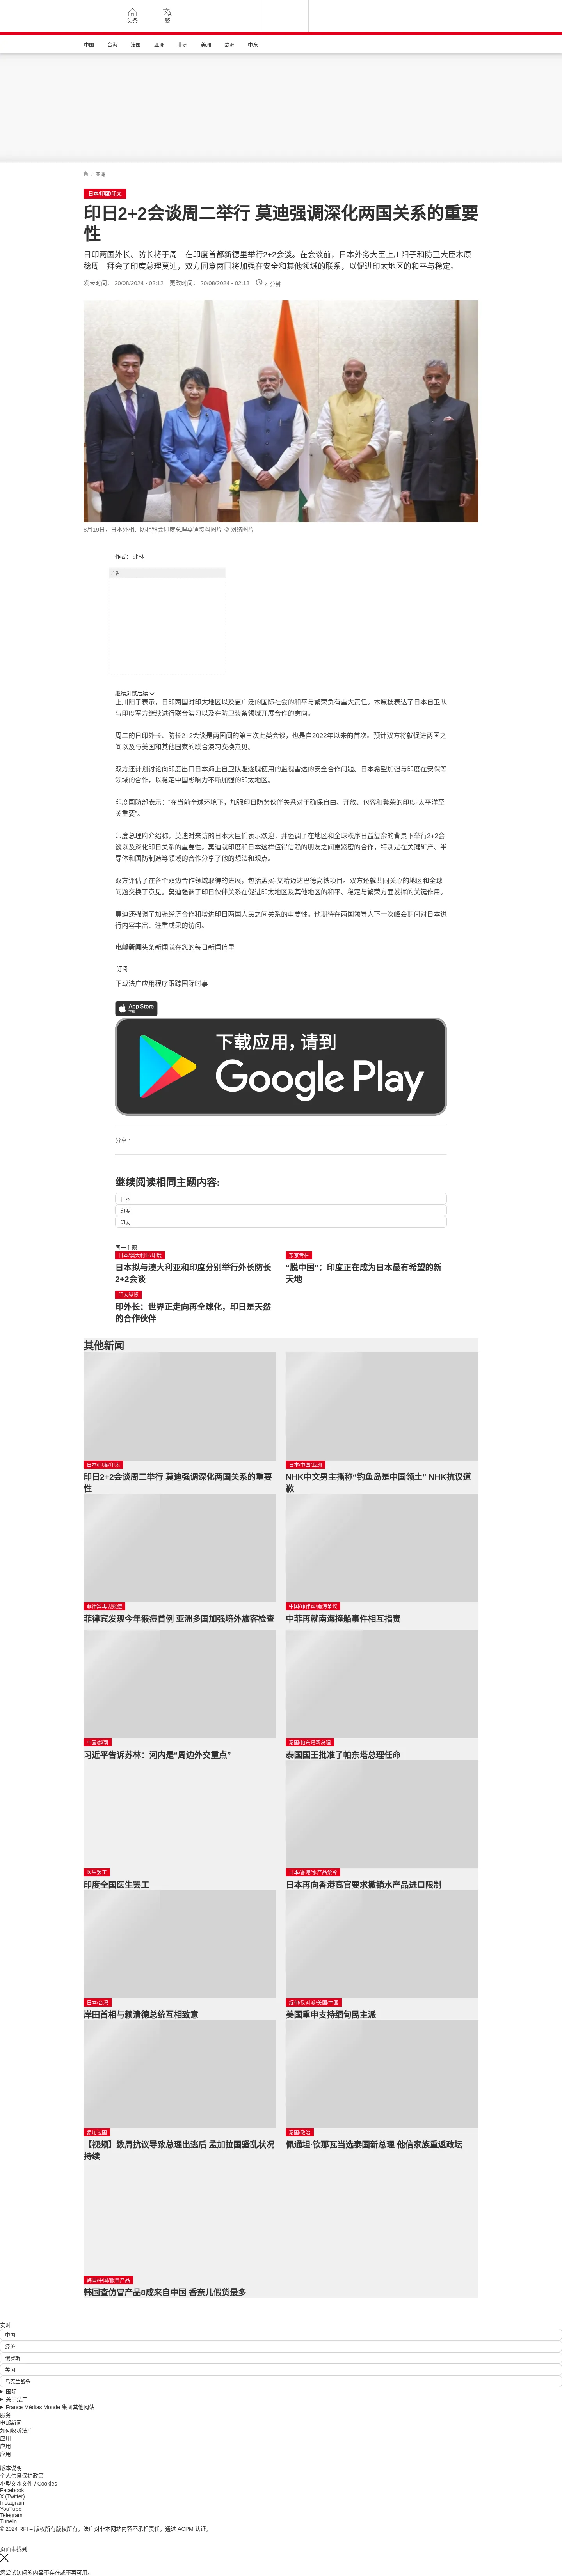 头条
繁
中国
台海
法国
亚洲
非洲
美洲
欧洲
中东
/ 亚洲
日本/印度/印太
印日2+2会谈周二举行 莫迪强调深化两国关系的重要
性
日印两国外长、防长将于周二在印度首都新德里举行2+2会谈。在会谈前，日本外务大臣上川阳子和防卫大臣木原
稔周一拜会了印度总理莫迪，双方同意两国将加强在安全和其他领域的联系，以促进印太地区的和平与稳定。
发表时间： 20/08/2024 - 02:12 更改时间： 20/08/2024 - 02:13 4 分钟
8月19日，日本外相、防相拜会印度总理莫迪资料图片 © 网络图片
作者： 弗林
广告
继续浏览后续
上川阳子表示，日印两国对印太地区以及更广泛的国际社会的和平与繁荣负有重大责任。木原稔表达了日本自卫队
与印度军方继续进行联合演习以及在防卫装备领域开展合作的意向。
周二的日印外长、防长2+2会谈是两国间的第三次此类会谈，也是自2022年以来的首次。预计双方将就促进两国之
间以及与美国和其他国家的联合演习交换意见。
双方还计划讨论向印度出口日本海上自卫队驱逐舰使用的监视雷达的安全合作问题。日本希望加强与印度在安保等
领域的合作，以稳定中国影响力不断加强的印太地区。
印度国防部表示：“在当前全球环境下，加强印日防务伙伴关系对于确保自由、开放、包容和繁荣的印度-太平洋至
关重要”。
印度总理府介绍称，莫迪对来访的日本大臣们表示欢迎，并强调了在地区和全球秩序日益复杂的背景下举行2+2会
谈以及深化印日关系的重要性。莫迪就印度和日本这样值得信赖的朋友之间更紧密的合作，特别是在关键矿产、半
导体和国防制造等领域的合作分享了他的想法和观点。
双方评估了在各个双边合作领域取得的进展，包括孟买-艾哈迈达巴德高铁项目。双方还就共同关心的地区和全球
问题交换了意见。莫迪强调了印日伙伴关系在促进印太地区及其他地区的和平、稳定与繁荣方面发挥的关键作用。
莫迪还强调了加强经济合作和增进印日两国人民之间关系的重要性。他期待在两国领导人下一次峰会期间对日本进
行内容丰富、注重成果的访问。
电邮新闻头条新闻就在您的每日新闻信里
订阅
下载法广应用程序跟踪国际时事
App Store
下载
下载应用，请到
Google Play
分享 :
继续阅读相同主题内容:
日本
印度
印太
同一主题
日本/澳大利亚/印度
日本拟与澳大利亚和印度分别举行外长防长
2+2会谈
东京专栏
“脱中国”：印度正在成为日本最有希望的新
天地
印太纵览
印外长：世界正走向再全球化，印日是天然
的合作伙伴
其他新闻
日本/印度/印太
印日2+2会谈周二举行 莫迪强调深化两国关系的重要
性
日本/中国/亚洲
NHK中文男主播称“钓鱼岛是中国领土” NHK抗议道
歉
菲律宾再现猴痘
菲律宾发现今年猴痘首例 亚洲多国加强境外旅客检查
中国/菲律宾/南海争议
中菲再就南海撞船事件相互指责
中国/越南
习近平告诉苏林：河内是“周边外交重点”
泰国/帕东塔新总理
泰国国王批准了帕东塔总理任命
医生罢工
印度全国医生罢工
日本/香港/水产品禁令
日本再向香港高官要求撤销水产品进口限制
日本/台湾
岸田首相与赖清德总统互相致意
缅甸/反对派/美国/中国
美国重申支持缅甸民主派
孟加拉国
【视频】数周抗议导致总理出逃后 孟加拉国骚乱状况
持续
泰国/政治
佩通坦·钦那瓦当选泰国新总理 他信家族重返政坛
韩国/中国/假冒产品
韩国查仿冒产品8成来自中国 香奈儿假货最多
实时
中国
经济
俄罗斯
美国
乌克兰战争
国际
关于法广
France Médias Monde 集团其他网站
服务
电邮新闻
如何收听法广
应用
应用
应用
版本说明
个人信息保护政策
小型文本文件 / Cookies
Facebook
X (Twitter)
Instagram
YouTube
Telegram
TuneIn
© 2024 RFI – 版权所有版权所有。法广对非本网站内容不承担责任。通过 ACPM 认证。
页面未找到
您尝试访问的内容不存在或不再可用。